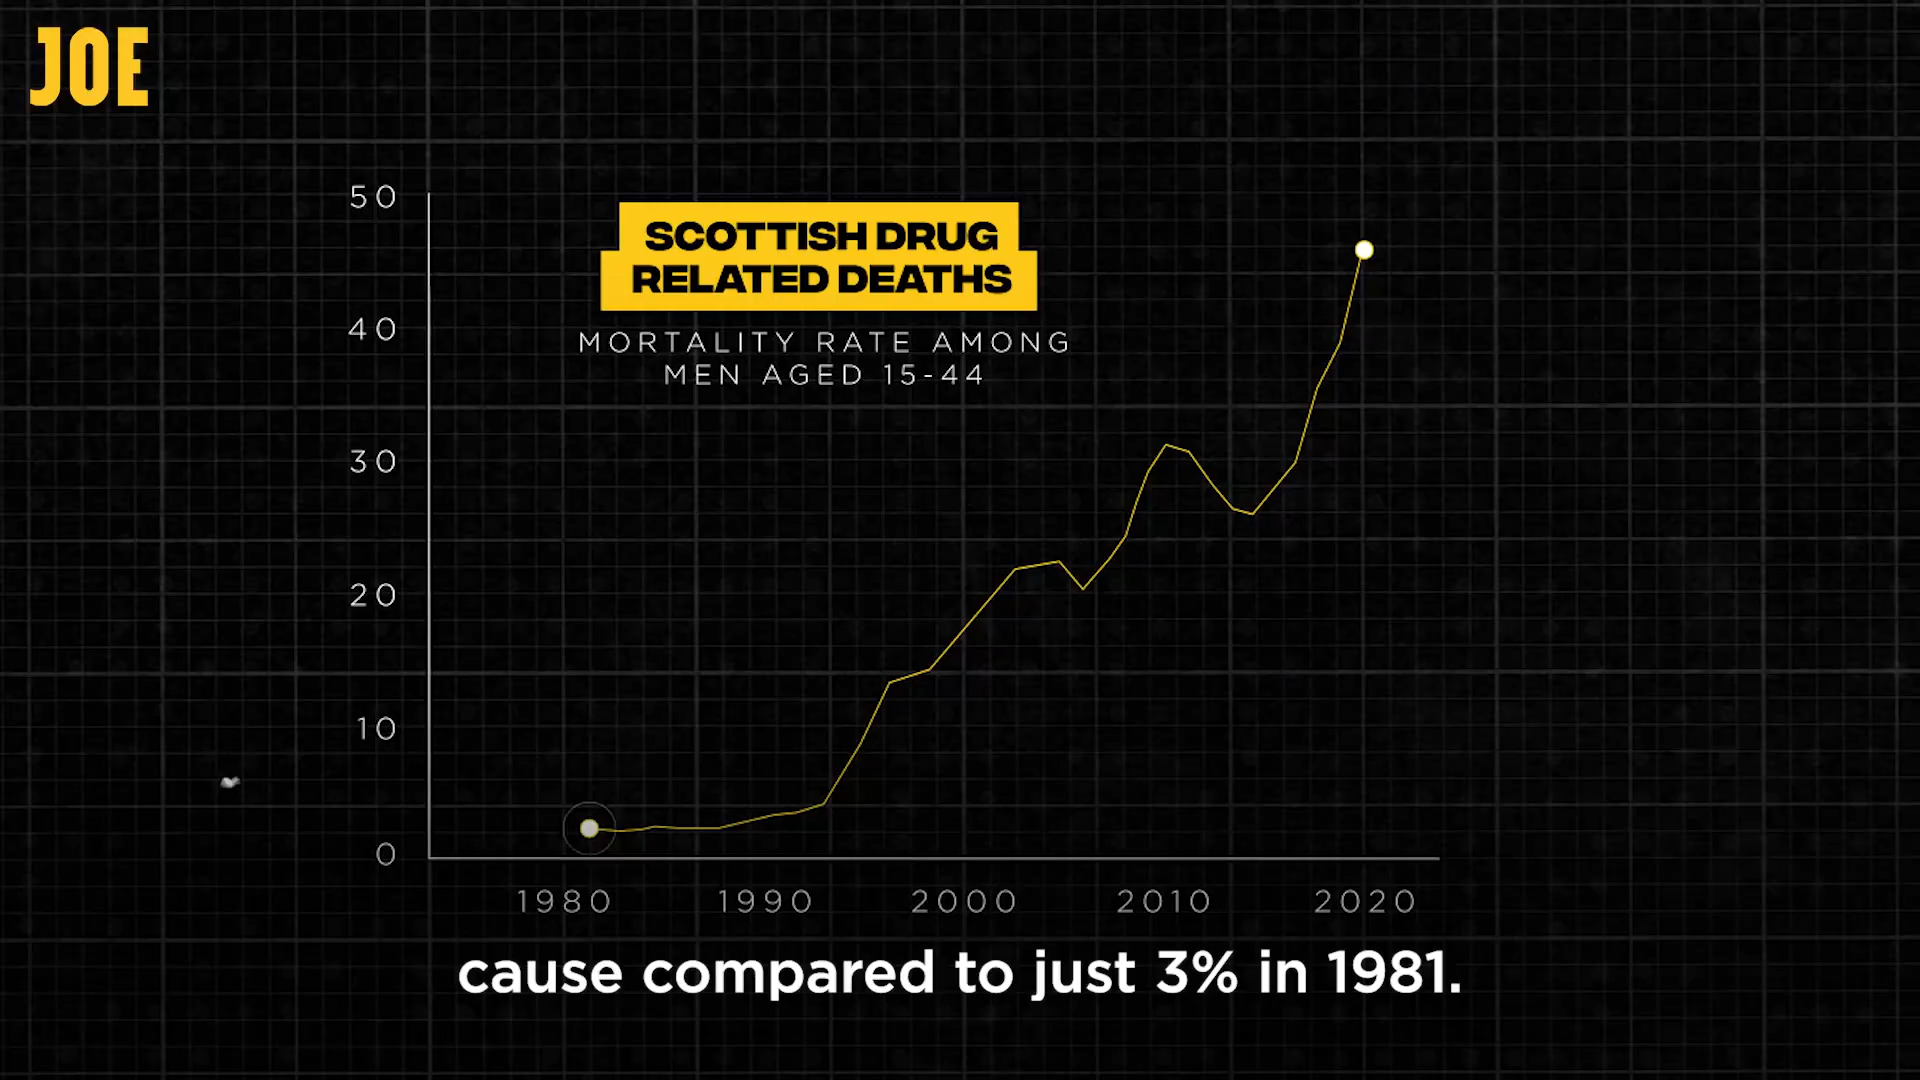 JOE
50
SCOTTISH DRUG
RELATED DEATHS
MORTALITY RATE AMONG
MEN AGED 15-44
40
30
20
10
0
1980 1990 2000 2010 2020
cause compared to just 3% in 1981.